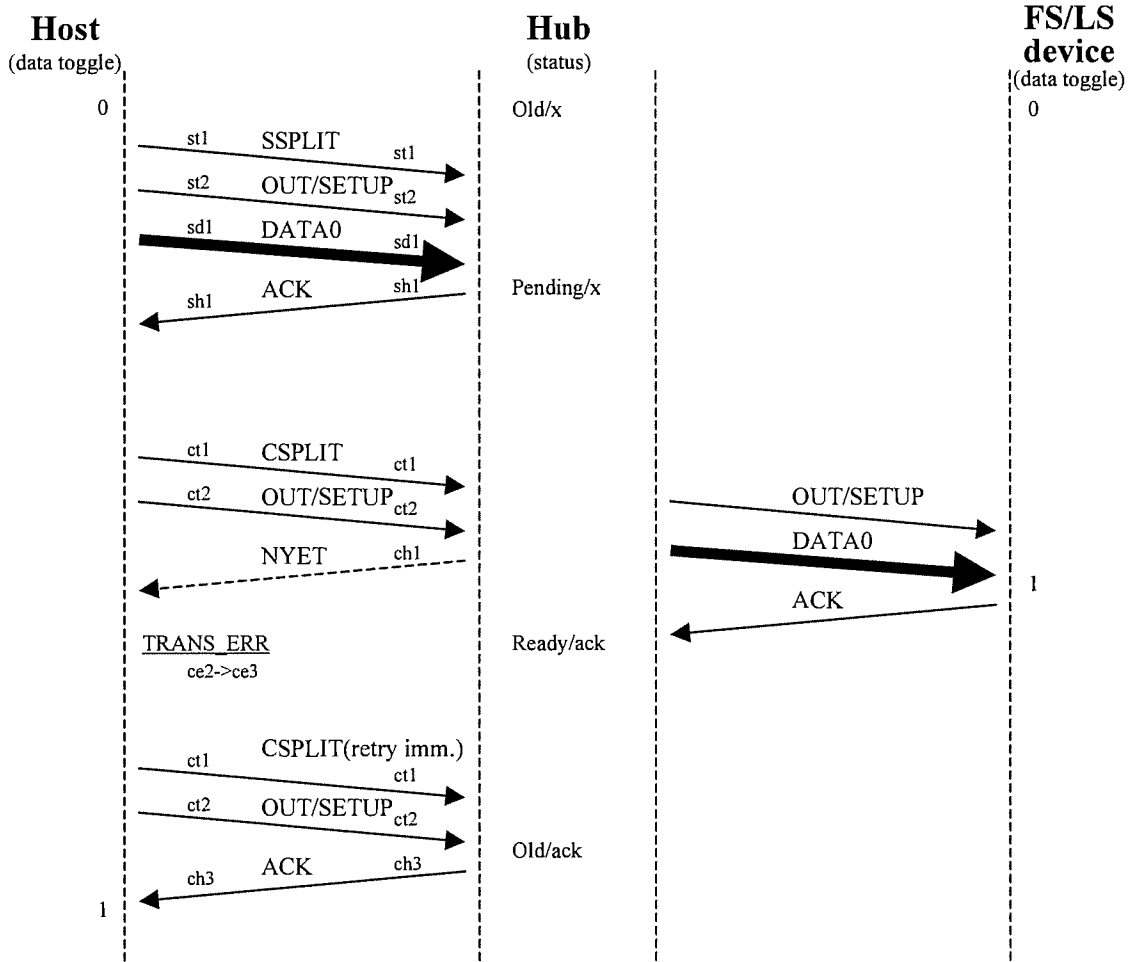 Host
(data toggle)
Hub
(status)
FS/LS
device
(data toggle)
0
Old/x
0
st1 SSPLIT st1
st2 OUT/SETUP st2
sd1 DATA0 sd1
sh1 ACK sh1
Pending/x
ct1 CSPLIT ct1
ct2 OUT/SETUP ct2
OUT/SETUP
NYET ch1
DATA0
1
ACK
TRANS_ERR
ce2->ce3
Ready/ack
CSPLIT(retry imm.)
ct1 ct1
ct2 OUT/SETUP ct2
Old/ack
ch3 ACK ch3
1